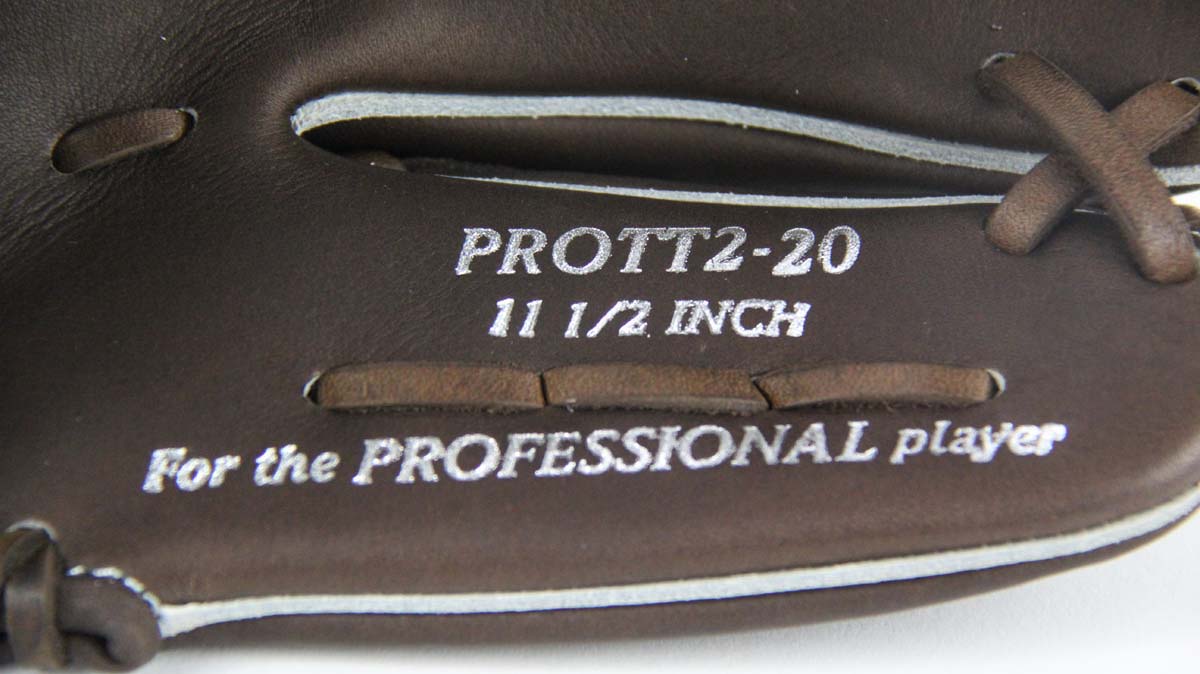 PROTT2-20
11 1/2 INCH
For the PROFESSIONAL player